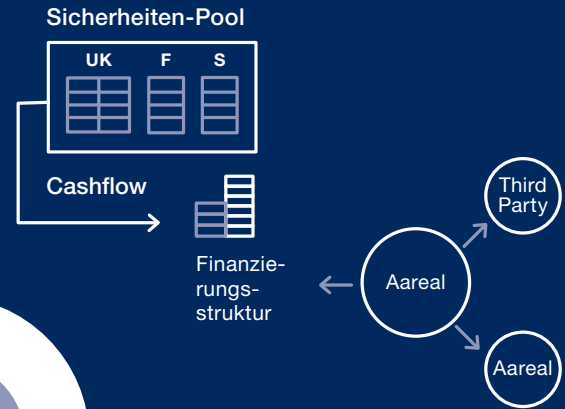 Sicherheiten-Pool
UK F S
Cashflow
Finanzie-
rungs-
struktur
Aareal
Third
Party
Aareal